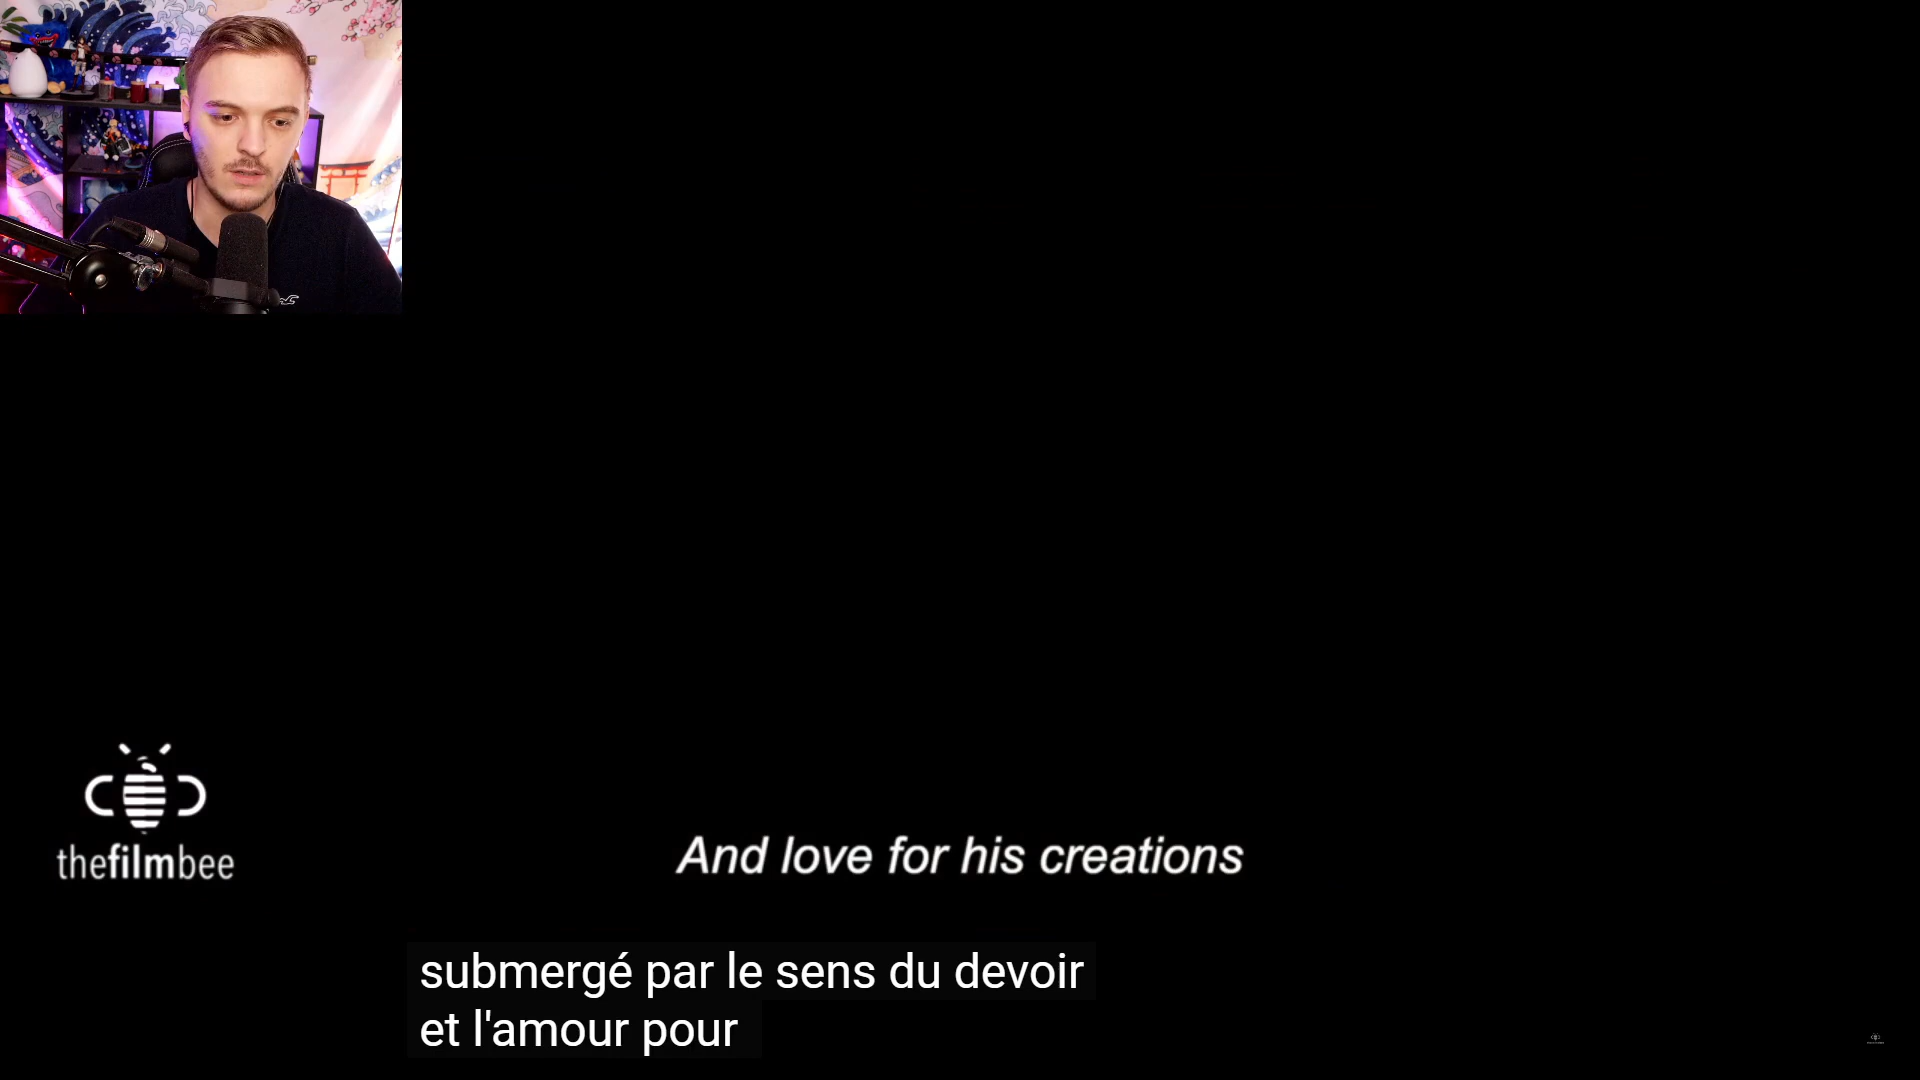 thefilmbee
And love for his creations
submergé par le sens du devoir
et l'amour pour